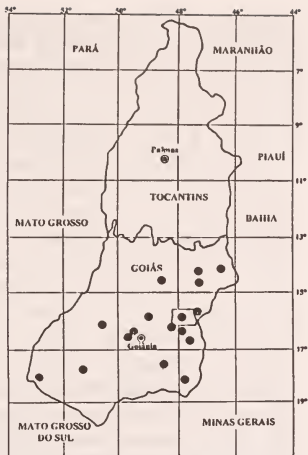 54° 52° 50° 48° 46° 44°
PARÁ
MARANHÃO
7°
9°
Palmas
PIAUÍ
11°
TOCANTINS
MATO GROSSO
BAHIA
13°
GOIÁS
15°
Goiânia
17°
19°
MATO GROSSO
DO SUL
MINAS GERAIS